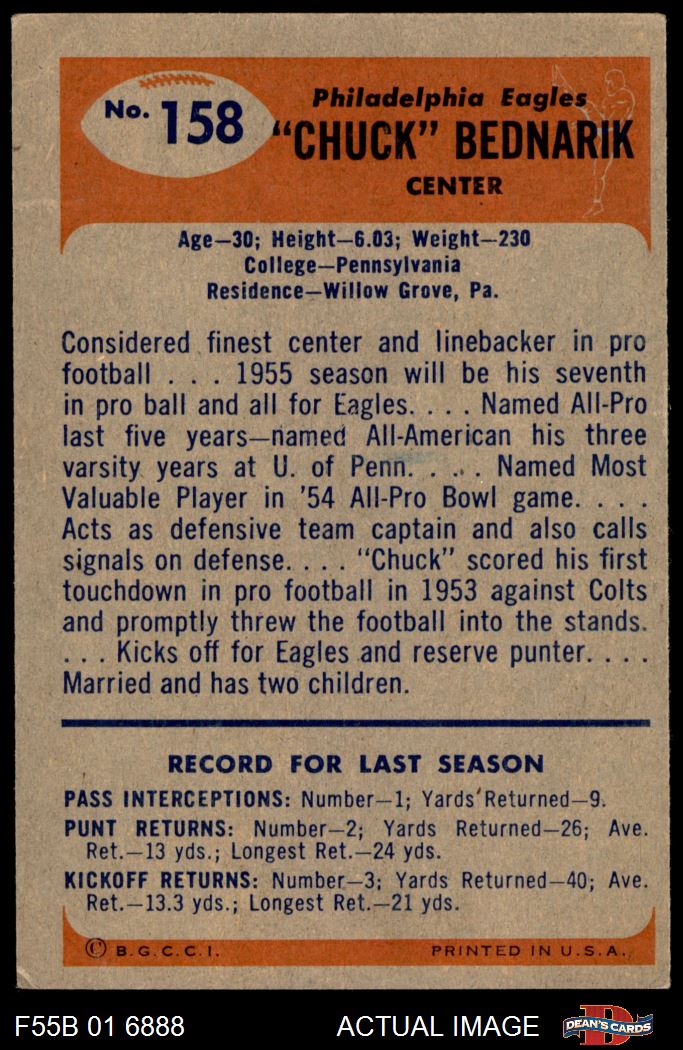 Philadelphia Eagles
No. 158
"CHUCK" BEDNARIK
CENTER
Age—30; Height—6.03; Weight—230
College—Pennsylvania
Residence—Willow Grove, Pa.
Considered finest center and linebacker in pro
football . . . 1955 season will be his seventh
in pro ball and all for Eagles. . . . Named All-Pro
last five years—named All-American his three
varsity years at U. of Penn. . . . Named Most
Valuable Player in '54 All-Pro Bowl game. . . .
Acts as defensive team captain and also calls
signals on defense. . . . "Chuck" scored his first
touchdown in pro football in 1953 against Colts
and promptly threw the football into the stands.
. . . Kicks off for Eagles and reserve punter. . . .
Married and has two children.
RECORD FOR LAST SEASON
PASS INTERCEPTIONS: Number—1; Yards Returned—9.
PUNT RETURNS: Number—2; Yards Returned—26; Ave.
Ret.—13 yds.; Longest Ret.—24 yds.
KICKOFF RETURNS: Number—3; Yards Returned—40; Ave.
Ret.—13.3 yds.; Longest Ret.—21 yds.
© B.G.C.C.I. PRINTED IN U.S.A.
F55B 01 6888 ACTUAL IMAGE DEAN'S CARDS